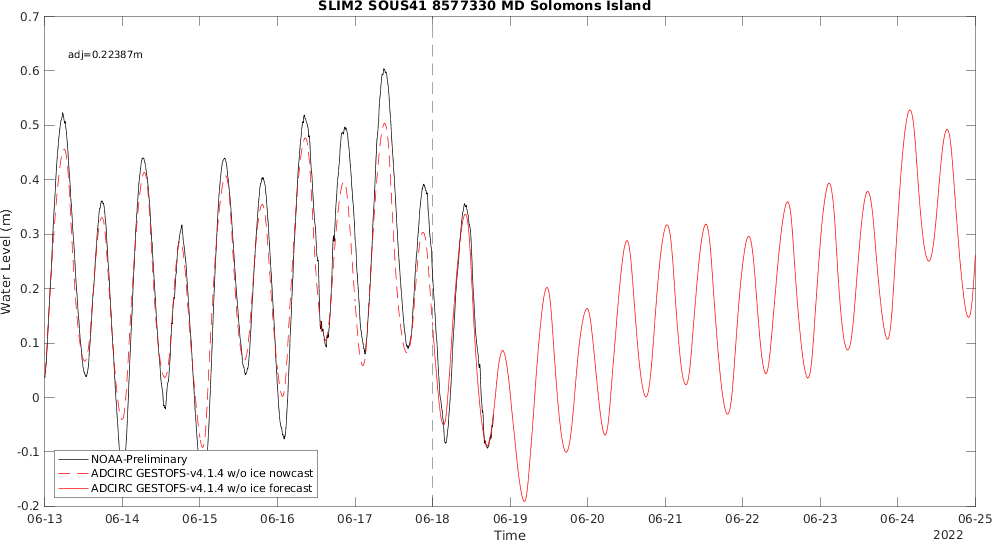 SLIM2 SOUS41 8577330 MD Solomons Island
0.7
adj=0.22387m
0.6
0.5
0.4
0.3
Water Level (m)
0.2
0.1
0
-0.1
NOAA-Preliminary
ADCIRC GESTOFS-v4.1.4 w/o ice nowcast
ADCIRC GESTOFS-v4.1.4 w/o ice forecast
-0.2
06-13 06-14 06-15 06-16 06-17 06-18 06-19 06-20 06-21 06-22 06-23 06-24 06-25
Time
2022